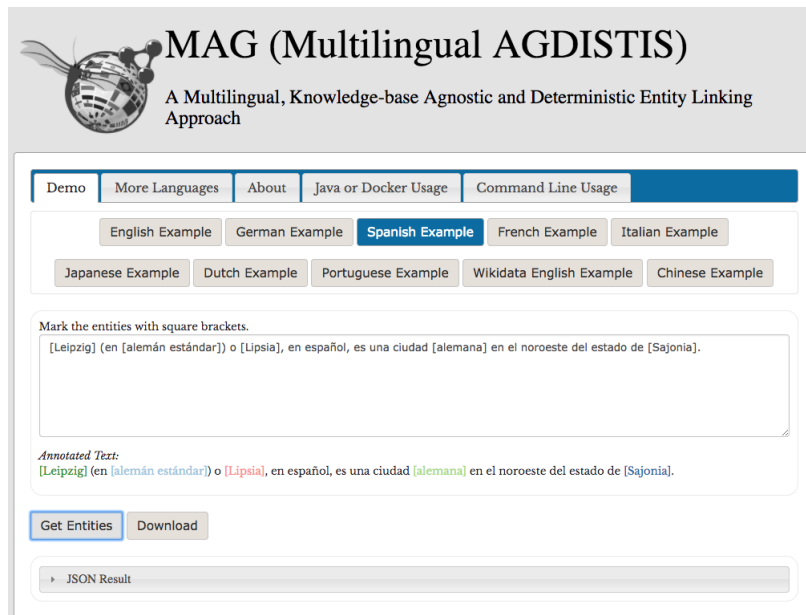 MAG (Multilingual AGDISTIS)
A Multilingual, Knowledge-base Agnostic and Deterministic Entity Linking
Approach
Demo More Languages About Java or Docker Usage Command Line Usage
English Example German Example Spanish Example French Example Italian Example
Japanese Example Dutch Example Portuguese Example Wikidata English Example Chinese Example
Mark the entities with square brackets.
[Leipzig] (en [alemán estándar]) o [Lipsia], en español, es una ciudad [alemana] en el noroeste del estado de [Sajonia].
Annotated Text:
[Leipzig] (en [alemán estándar]) o [Lipsia], en español, es una ciudad [alemana] en el noroeste del estado de [Sajonia].
Get Entities Download
JSON Result